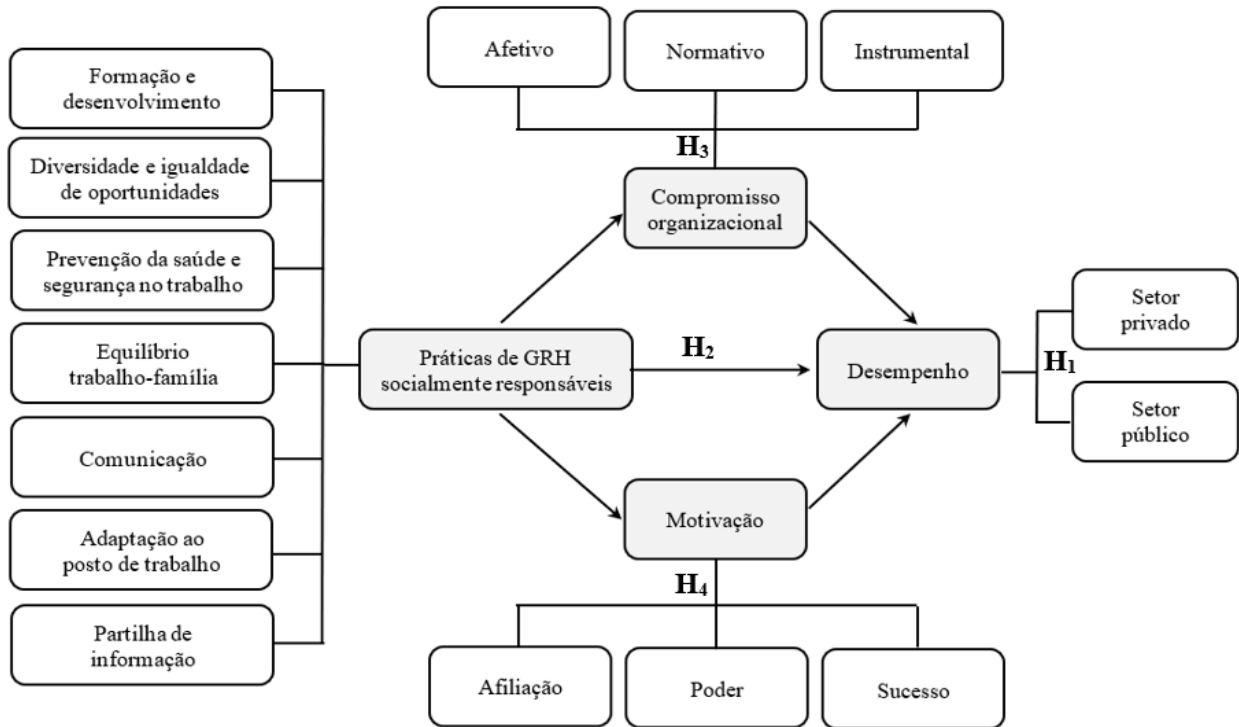 Formação e
desenvolvimento
Diversidade e igualdade
de oportunidades
Prevenção da saúde e
segurança no trabalho
Equilíbrio
trabalho-família
Comunicação
Adaptação ao
posto de trabalho
Partilha de
informação
Práticas de GRH
socialmente responsáveis
Afetivo
Normativo
Instrumental
H₃
Compromisso
organizacional
H₂
Desempenho
H₁
Setor
privado
Setor
público
Motivação
H₄
Afiliação
Poder
Sucesso